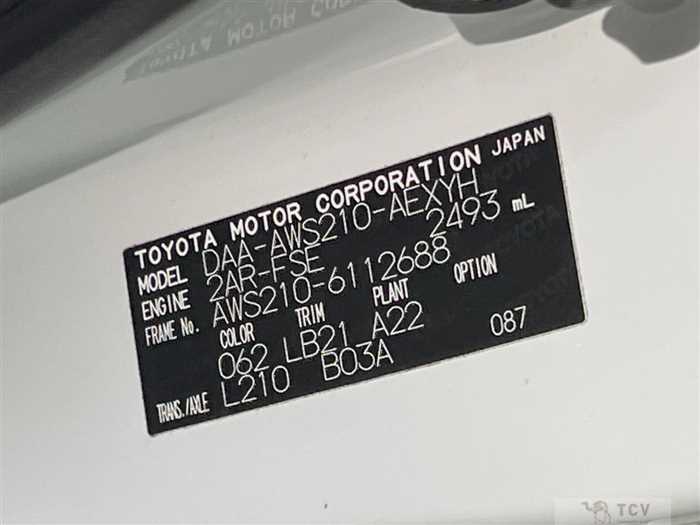 TOYOTA MOTOR CORPORATION JAPAN
MODEL DAA-AWS210-AEXYH
ENGINE 2AR-FSE 2493 mL
FRAME No. AWS210-6112688
COLOR TRIM PLANT OPTION
062 LB21 A22 087
TRANS./AXLE L210 B03A
TCV